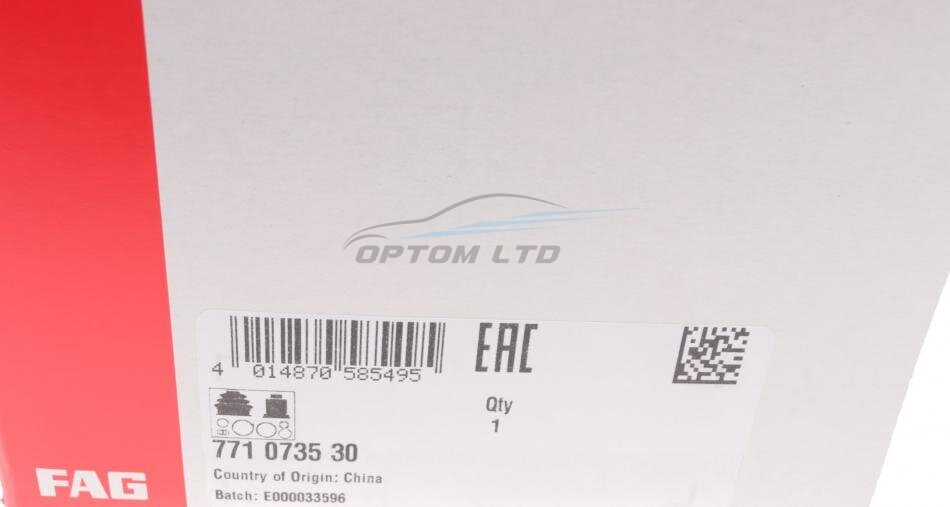 OPTOM LTD
4 014870 585495
EAC
Qty
1
771 0735 30
Country of Origin: China
Batch: E000033596
FAG